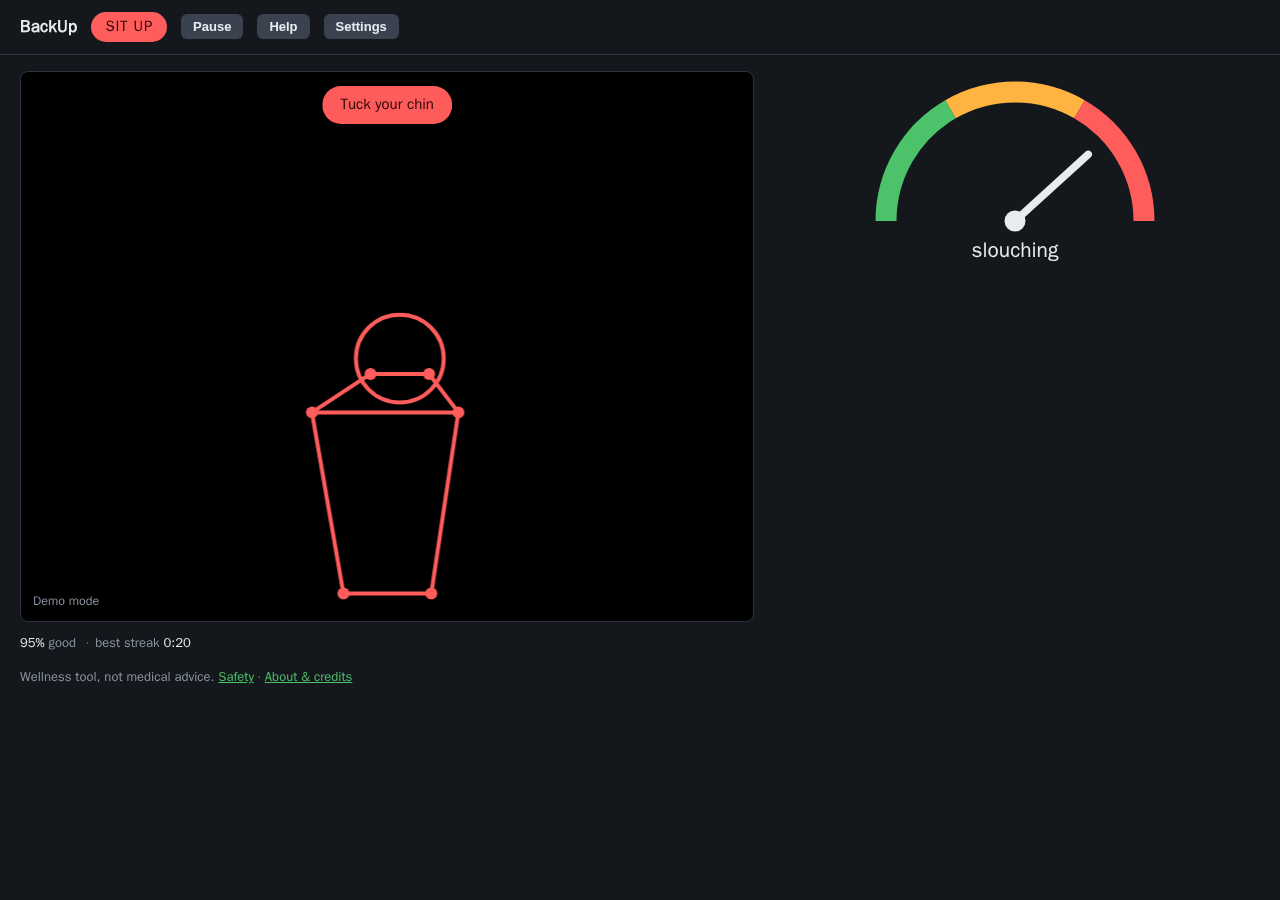 BackUp SIT UP Pause Help Settings
Tuck your chin
slouching
Demo mode
95% good · best streak 0:20
Wellness tool, not medical advice. Safety · About & credits